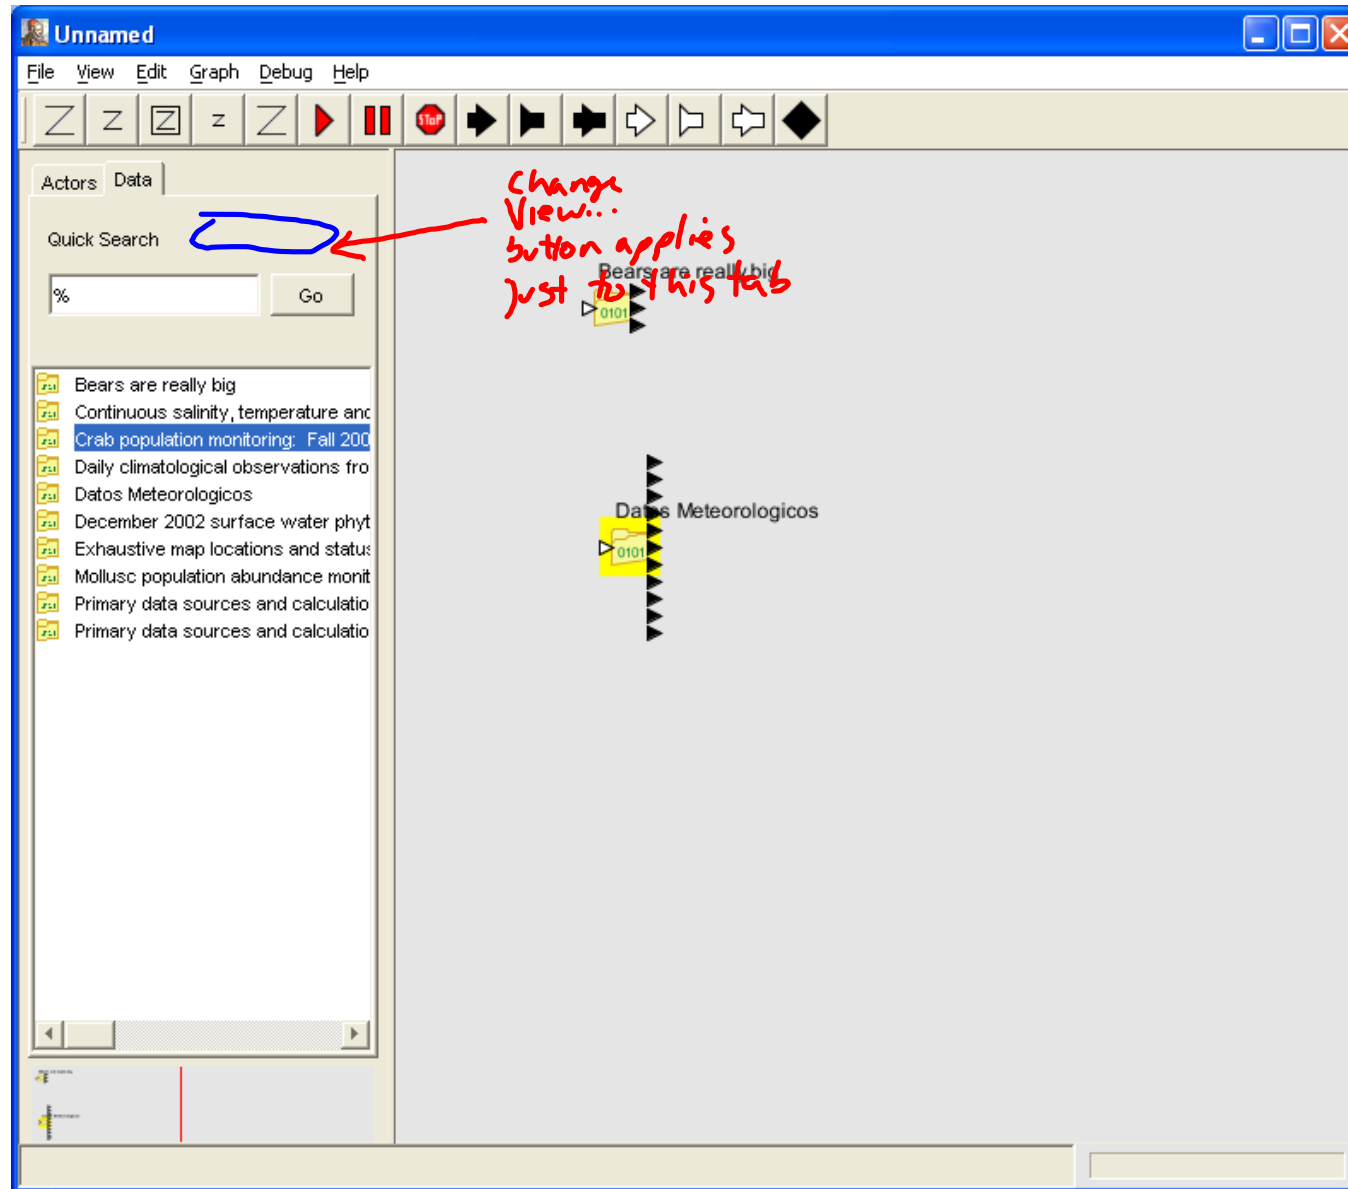 Unnamed
File View Edit Graph Debug Help
Z Z Z Z Z STOP
Actors Data
Quick Search
% Go
Change
View...
button applies
Just to this tab
Bears are really big
0101
Bears are really big
Continuous salinity, temperature and
Crab population monitoring: Fall 200
Daily climatological observations fro
Datos Meteorologicos
December 2002 surface water phyt
Exhaustive map locations and status
Mollusc population abundance monit
Primary data sources and calculatio
Primary data sources and calculatio
Datos Meteorologicos
0101